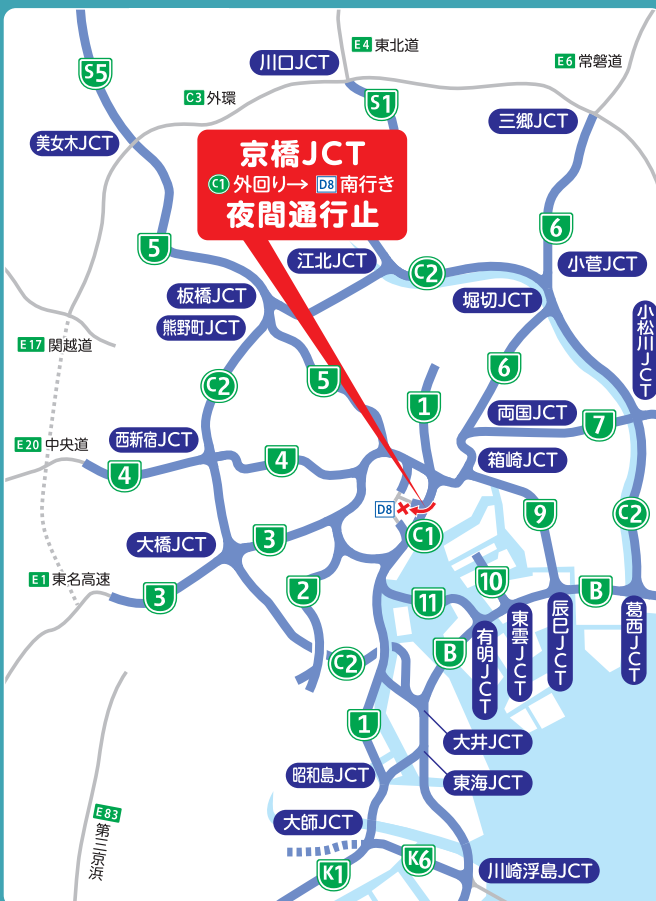 E4 東北道
川口JCT
E6 常磐道
S5
C3 外環
S1
三郷JCT
美女木JCT
京橋JCT
C1 外回り→ D8 南行き
夜間通行止
6
5
江北JCT
C2
小菅JCT
板橋JCT
堀切JCT
熊野町JCT
小松川JCT
E17 関越道
C2
5
6
1
両国JCT
7
E20 中央道
西新宿JCT
4
4
箱崎JCT
D8
9
C2
C1
大橋JCT
3
E1 東名高速
3
2
11
10
B
有明JCT
東雲JCT
辰巳JCT
葛西JCT
B
C2
1
大井JCT
昭和島JCT
東海JCT
E83
第三京浜
大師JCT
K1
K6
川崎浮島JCT